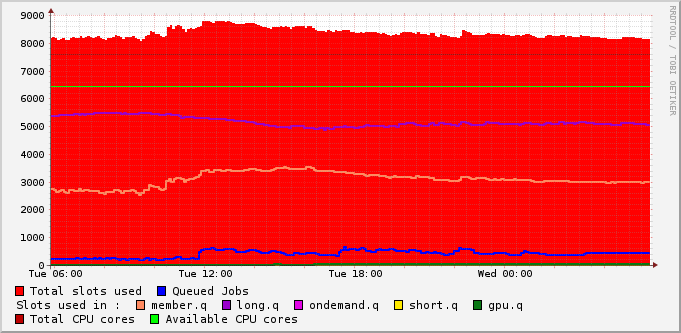 9000
8000
7000
6000
5000
4000
3000
2000
1000
0
Tue 06:00 Tue 12:00 Tue 18:00 Wed 00:00
Total slots used Queued Jobs
Slots used in : member.q long.q ondemand.q short.q gpu.q
Total CPU cores Available CPU cores
RRDTOOL / TOBI OETIKER